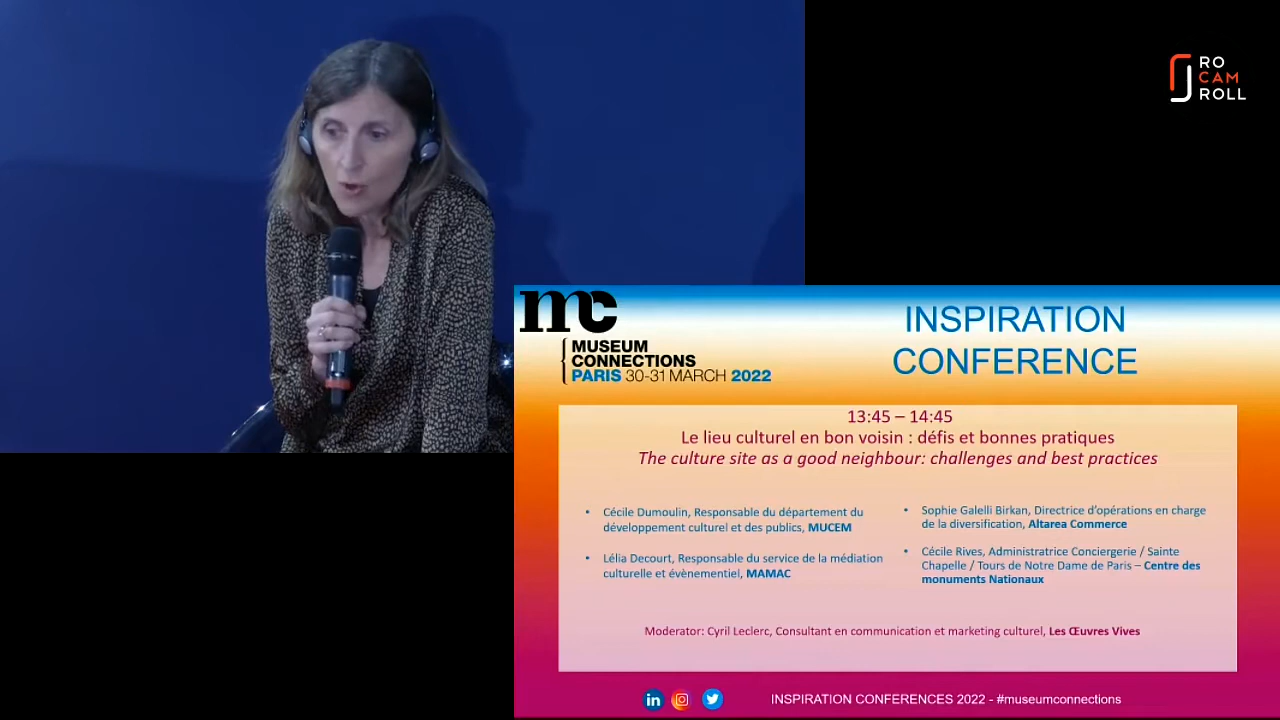 RO
CAM
ROLL
mc
MUSEUM
CONNECTIONS
PARIS 30-31 MARCH 2022
INSPIRATION
CONFERENCE
13:45 – 14:45
Le lieu culturel en bon voisin : défis et bonnes pratiques
The culture site as a good neighbour: challenges and best practices
• Cécile Dumoulin, Responsable du département du
développement culturel et des publics, MUCEM
• Lélia Decourt, Responsable du service de la médiation
culturelle et évènementiel, MAMAC
• Sophie Galelli Birkan, Directrice d'opérations en charge
de la diversification, Altarea Commerce
• Cécile Rives, Administratrice Conciergerie / Sainte
Chapelle / Tours de Notre Dame de Paris – Centre des
monuments Nationaux
Moderator: Cyril Leclerc, Consultant en communication et marketing culturel, Les Œuvres Vives
in
INSPIRATION CONFERENCES 2022 - #museumconnections